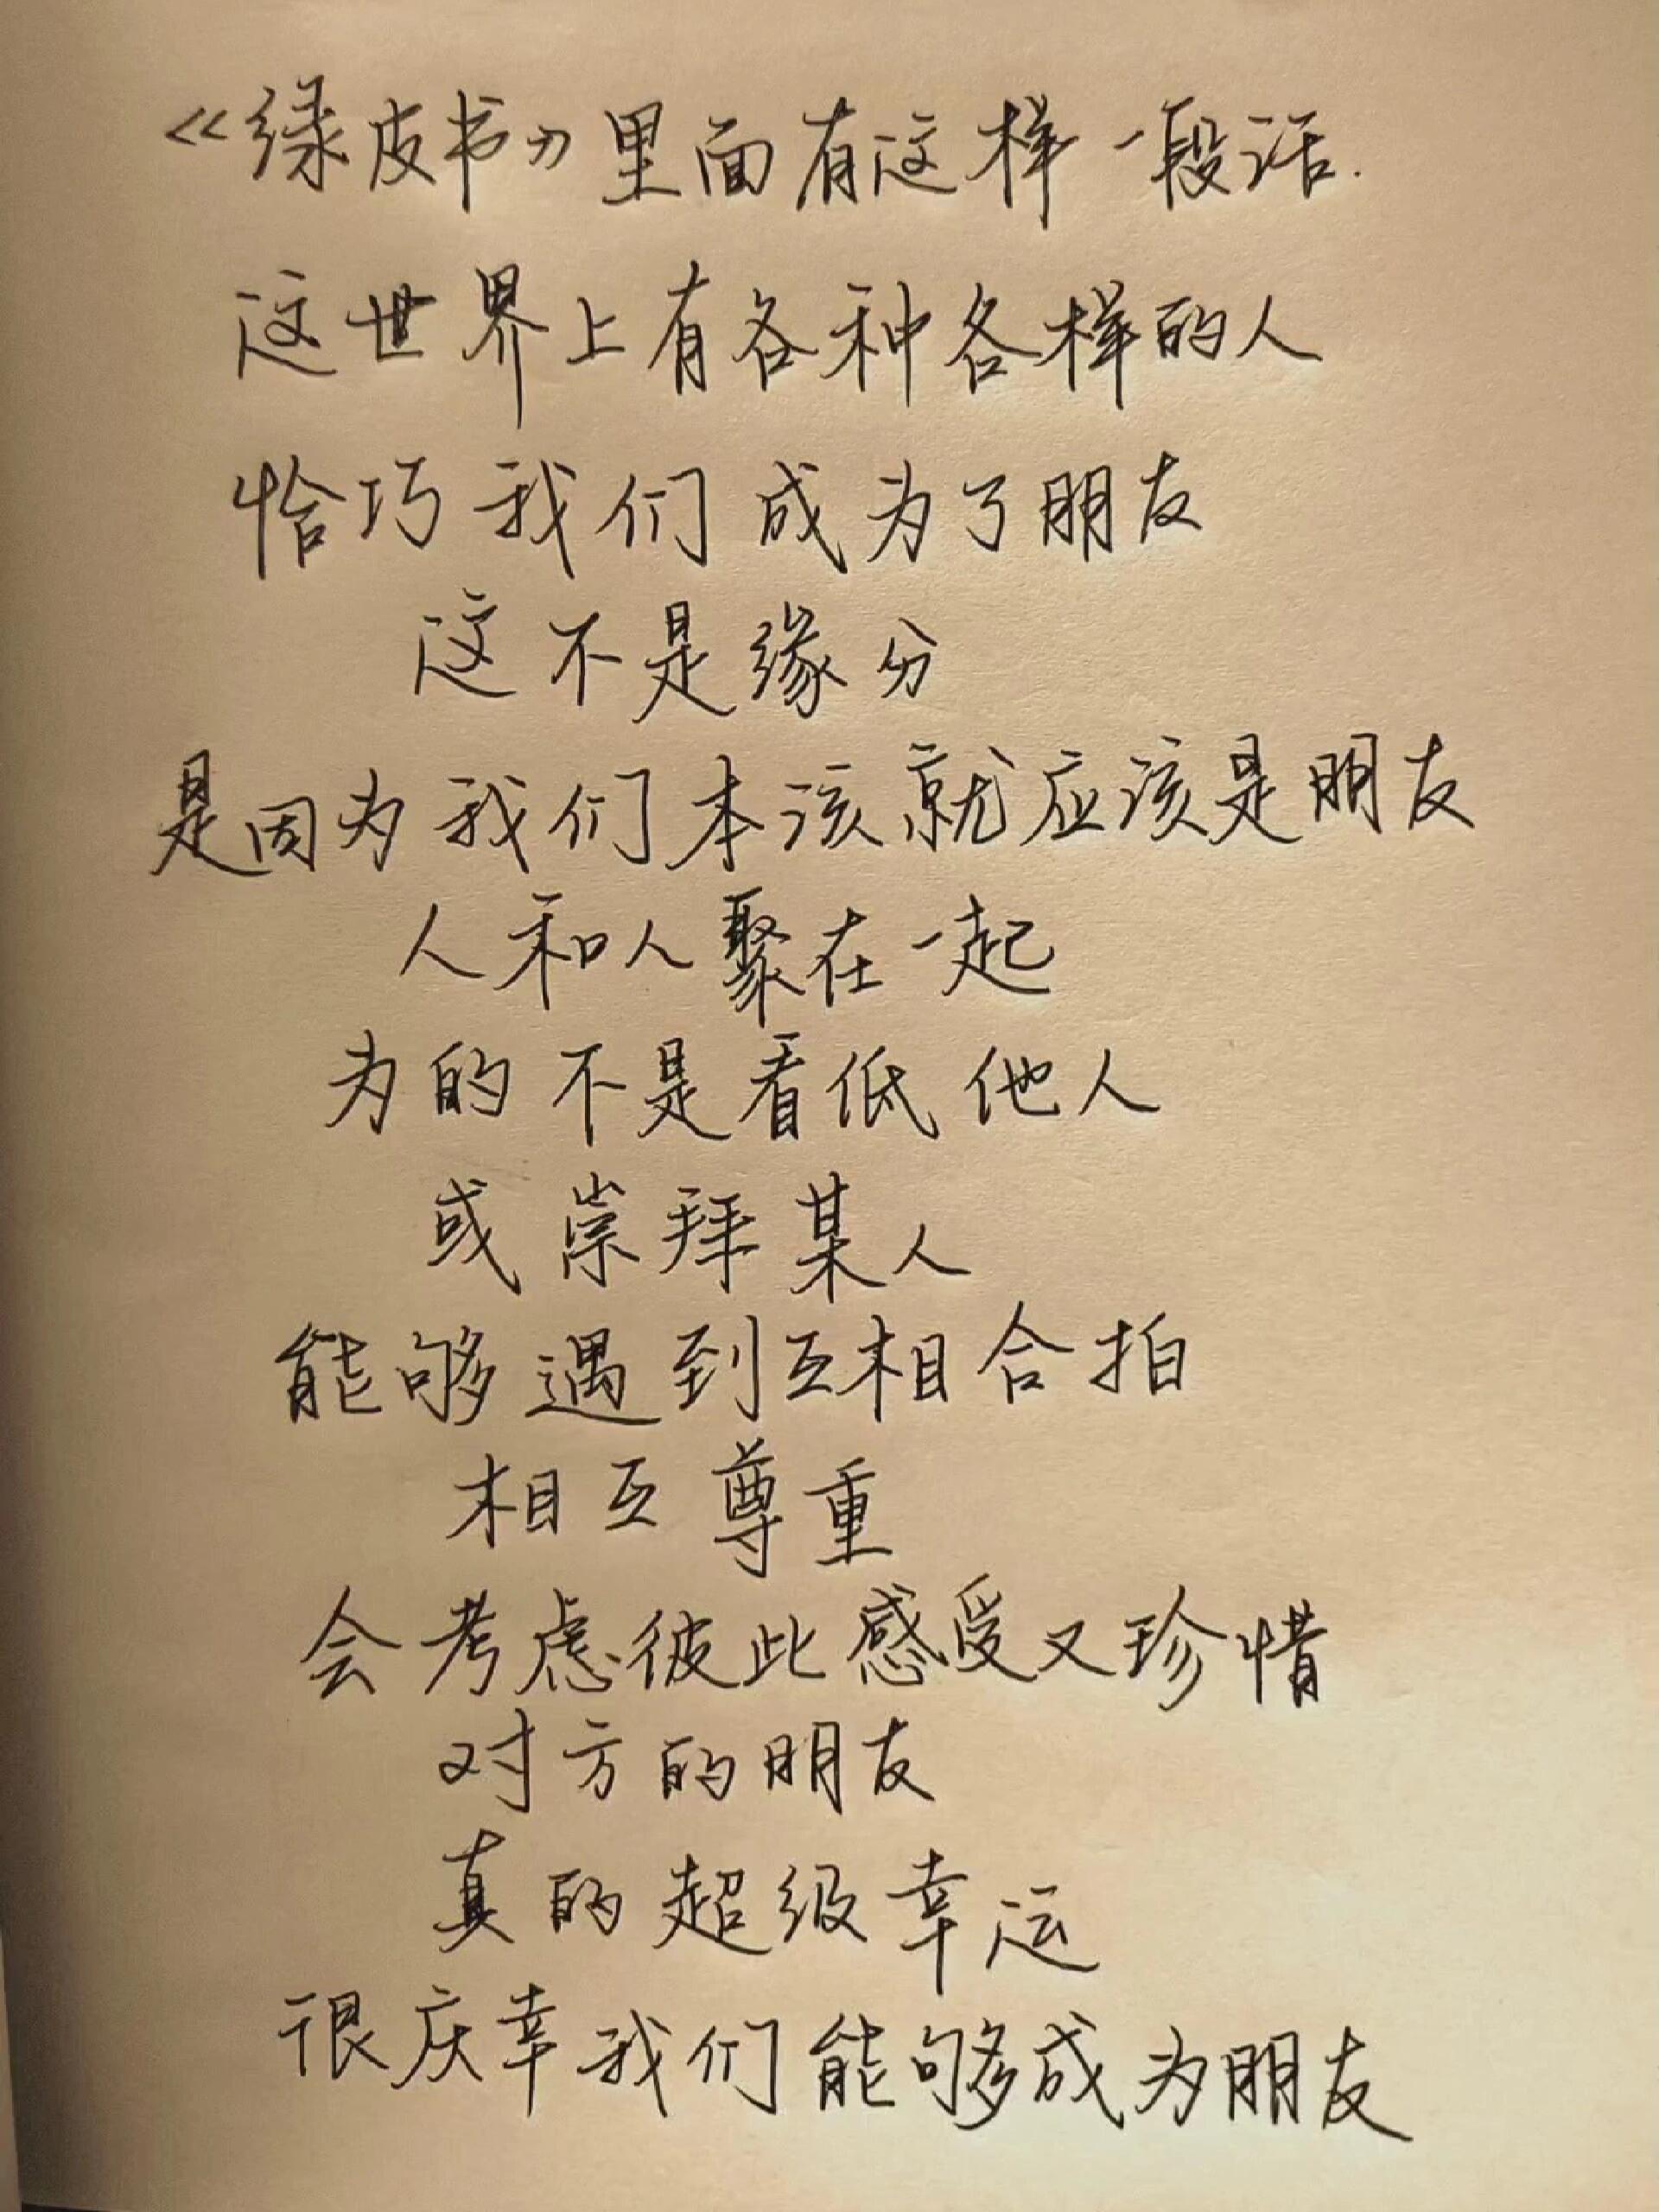 《绿皮书》里面有这样一段话.
这世界上有各种各样的人
恰巧我们成为了朋友
这不是缘分
是因为我们本该就应该是朋友
人和人聚在一起
为的不是看低他人
或崇拜某人
能够遇到互相合拍
相互尊重
会考虑彼此感受又珍惜
对方的朋友
真的超级幸运
很庆幸我们能够成为朋友